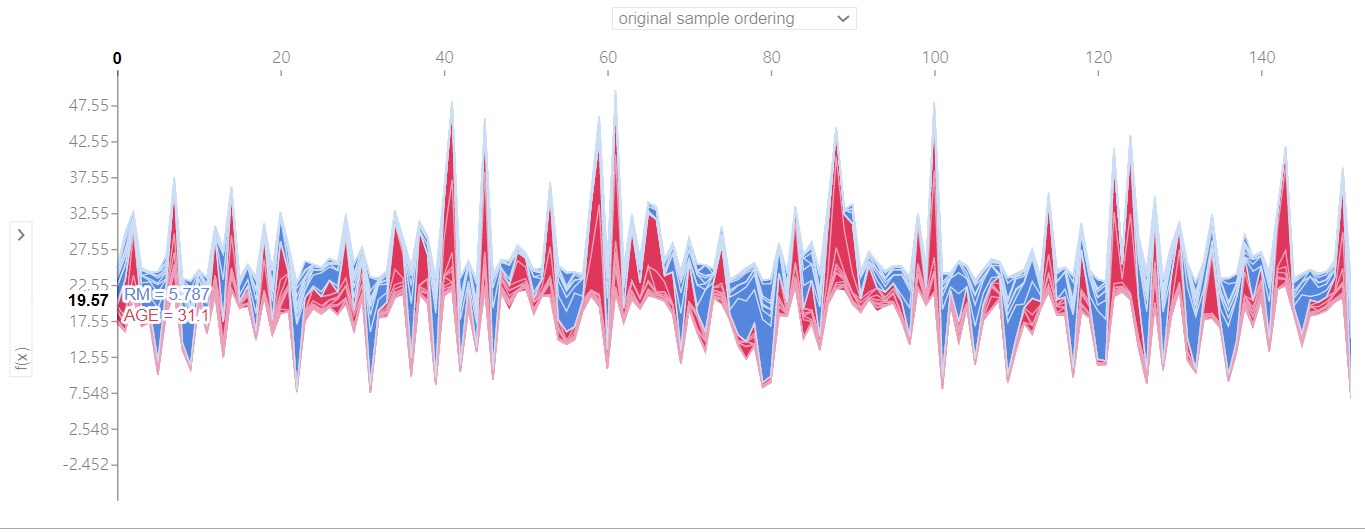 original sample ordering
0 20 40 60 80 100 120 140
47.55
42.55
37.55
32.55
27.55
22.55
19.57
RM = 5.787
AGE = 31.1
17.55
12.55
7.548
2.548
-2.452
f(x)